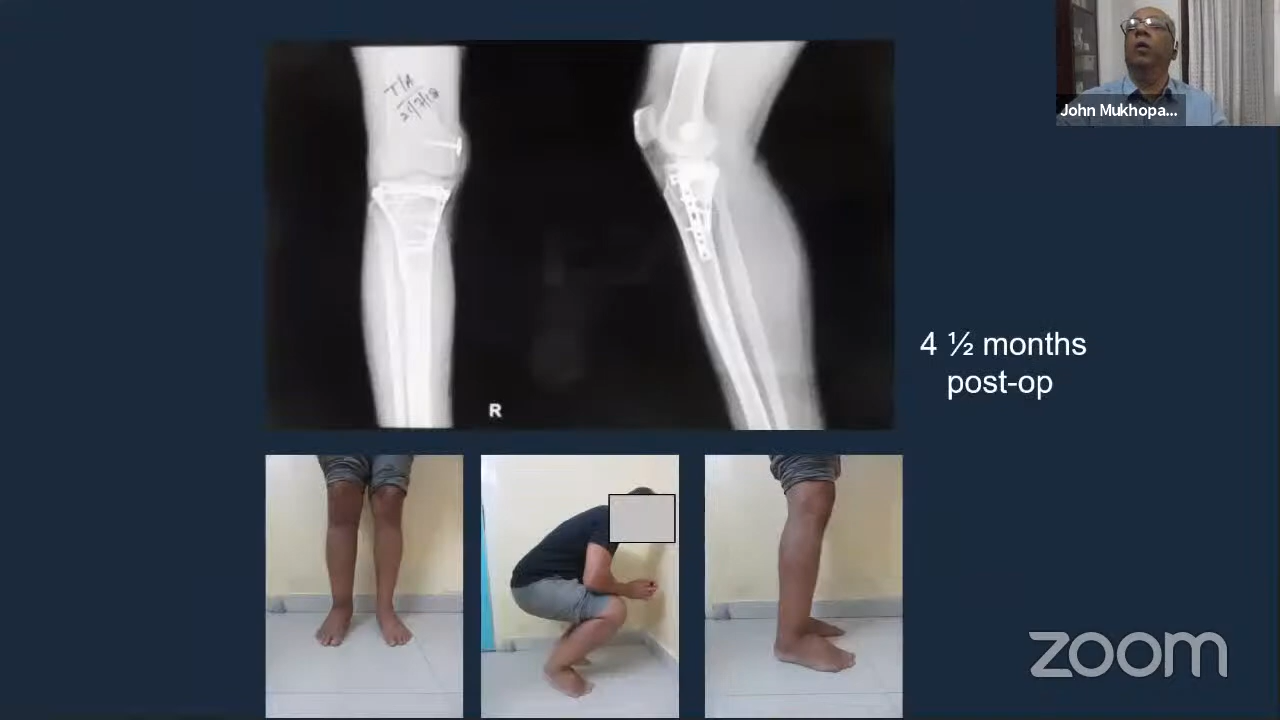 John Mukhopa...
R
4 ½ months
post-op
zoom